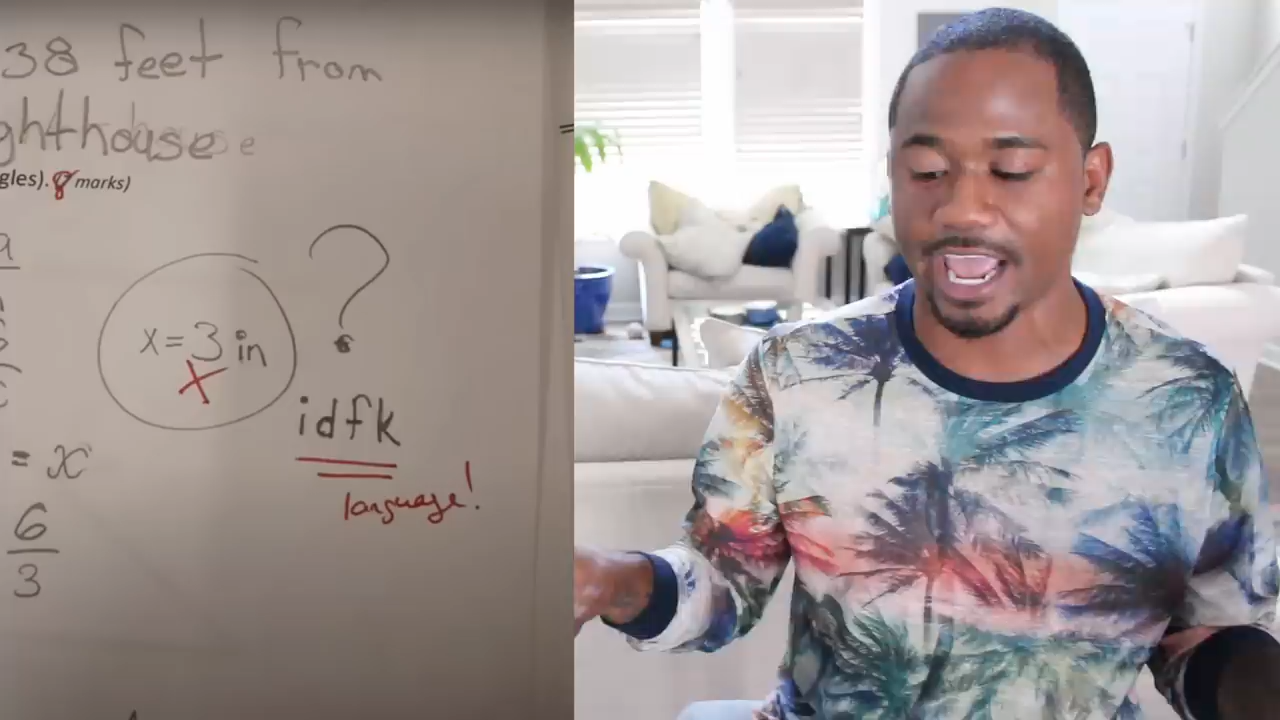 38 feet from
ghthouse e
gles). 8 marks)
x = 3 in
X
?
idfk
language!
= x
6
3